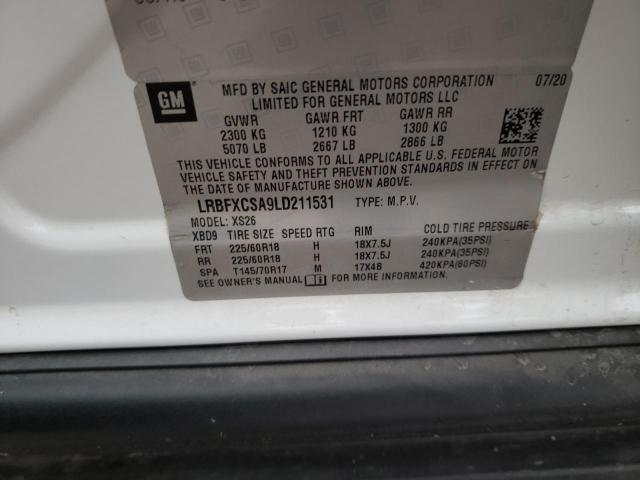 MFD BY SAIC GENERAL MOTORS CORPORATION 07/20
LIMITED FOR GENERAL MOTORS LLC
GM
GVWR GAWR FRT GAWR RR
2300 KG 1210 KG 1300 KG
5070 LB 2667 LB 2866 LB
THIS VEHICLE CONFORMS TO ALL APPLICABLE U.S. FEDERAL MOTOR
VEHICLE SAFETY AND THEFT PREVENTION STANDARDS IN EFFECT
ON THE DATE OF MANUFACTURE SHOWN ABOVE.
LRBFXCSA9LD211531 TYPE: M.P.V.
MODEL: XS26
XBD9 TIRE SIZE SPEED RTG RIM COLD TIRE PRESSURE
FRT 225/60R18 H 18X7.5J 240KPA(35PSI)
RR 225/60R18 H 18X7.5J 240KPA(35PSI)
SPA T145/70R17 M 17X4B 420KPA(60PSI)
SEE OWNER'S MANUAL FOR MORE INFORMATION.